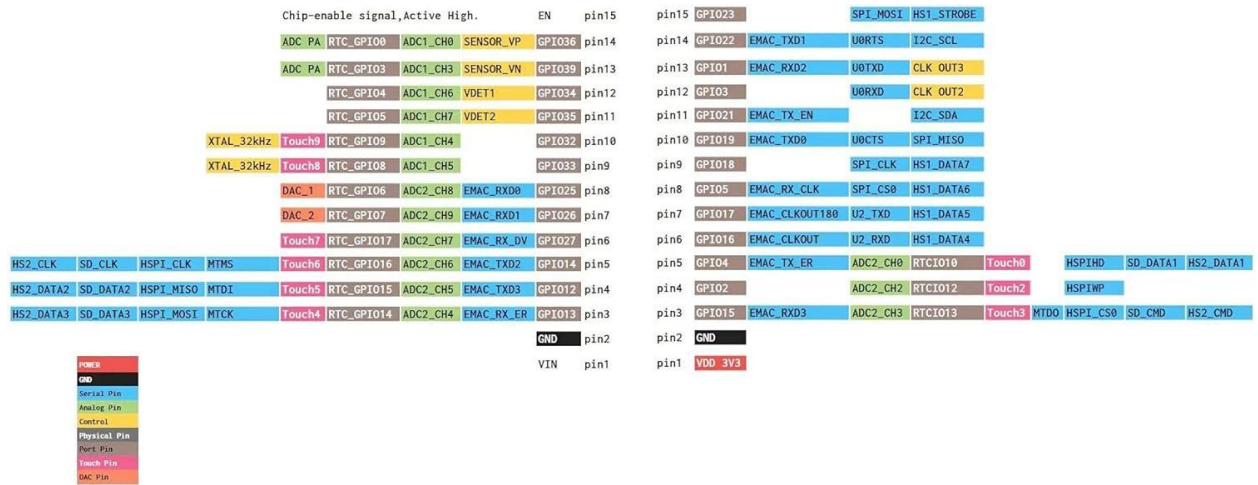 Chip-enable signal,Active High. EN pin15 pin15 GPIO23 SPI_MOSI HS1_STROBE
ADC PA RTC_GPIO0 ADC1_CH0 SENSOR_VP GPIO36 pin14 pin14 GPIO22 EMAC_TXD1 U0RTS I2C_SCL
ADC PA RTC_GPIO3 ADC1_CH3 SENSOR_VN GPIO39 pin13 pin13 GPIO1 EMAC_RXD2 U0TXD CLK OUT3
RTC_GPIO4 ADC1_CH6 VDET1 GPIO34 pin12 pin12 GPIO3 U0RXD CLK OUT2
RTC_GPIO5 ADC1_CH7 VDET2 GPIO35 pin11 pin11 GPIO21 EMAC_TX_EN I2C_SDA
XTAL_32kHz Touch9 RTC_GPIO9 ADC1_CH4 GPIO32 pin10 pin10 GPIO19 EMAC_TXD0 U0CTS SPI_MISO
XTAL_32kHz Touch8 RTC_GPIO8 ADC1_CH5 GPIO33 pin9 pin9 GPIO18 SPI_CLK HS1_DATA7
DAC_1 RTC_GPIO6 ADC2_CH8 EMAC_RXD0 GPIO25 pin8 pin8 GPIO5 EMAC_RX_CLK SPI_CS0 HS1_DATA6
DAC_2 RTC_GPIO7 ADC2_CH9 EMAC_RXD1 GPIO26 pin7 pin7 GPIO17 EMAC_CLKOUT180 U2_TXD HS1_DATA5
Touch7 RTC_GPIO17 ADC2_CH7 EMAC_RX_DV GPIO27 pin6 pin6 GPIO16 EMAC_CLKOUT U2_RXD HS1_DATA4
HS2_CLK SD_CLK HSPI_CLK MTMS Touch6 RTC_GPIO16 ADC2_CH6 EMAC_TXD2 GPIO14 pin5 pin5 GPIO4 EMAC_TX_ER ADC2_CH0 RTCIO10 Touch0 HSPIHD SD_DATA1 HS2_DATA1
HS2_DATA2 SD_DATA2 HSPI_MISO MTDI Touch5 RTC_GPIO15 ADC2_CH5 EMAC_TXD3 GPIO12 pin4 pin4 GPIO2 ADC2_CH2 RTCIO12 Touch2 HSPIWP
HS2_DATA3 SD_DATA3 HSPI_MOSI MTCK Touch4 RTC_GPIO14 ADC2_CH4 EMAC_RX_ER GPIO13 pin3 pin3 GPIO15 EMAC_RXD3 ADC2_CH3 RTCIO13 Touch3 MTDO HSPI_CS0 SD_CMD HS2_CMD
GND pin2 pin2 GND
VIN pin1 pin1 VDD 3V3
POWER
GND
Serial Pin
Analog Pin
Control
Physical Pin
Port Pin
Touch Pin
DAC Pin